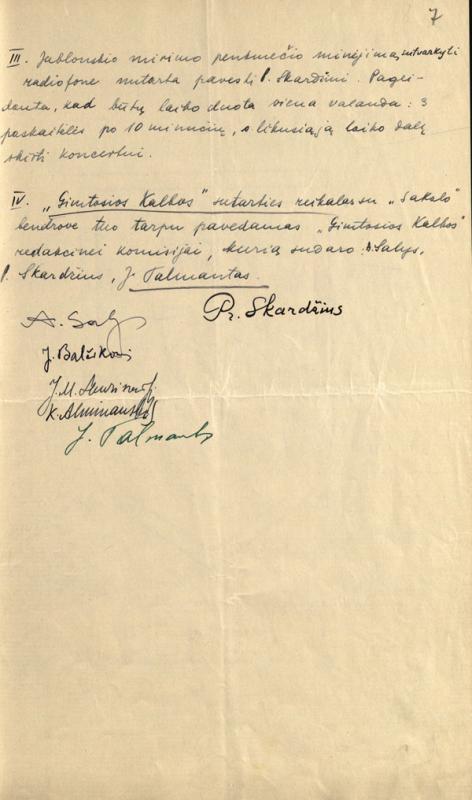 7
III. Jablonskio mirimo penkmečio minėjimą sutvarkyti
radiofone nutarta pavesti P. Skardžiui. Pagei-
dauta, kad būtų laiko duota viena valanda: 3
paskaitėlės po 10 minučių, o likusiąją laiko dalį
skirti koncertui.
IV. „Gimtosios Kalbos" sutarties reikalas su „Sakalo"
bendrove tuo tarpu pavedamas „Gimtosios Kalbos"
redakcinei komisijai, kurią sudaro: A. Salys,
P. Skardžius, J. Talmantas.
Pr. Skardžius
A. Salys
J. Balčikonis
J. M.
K. Alminauskis
J. Talmantas